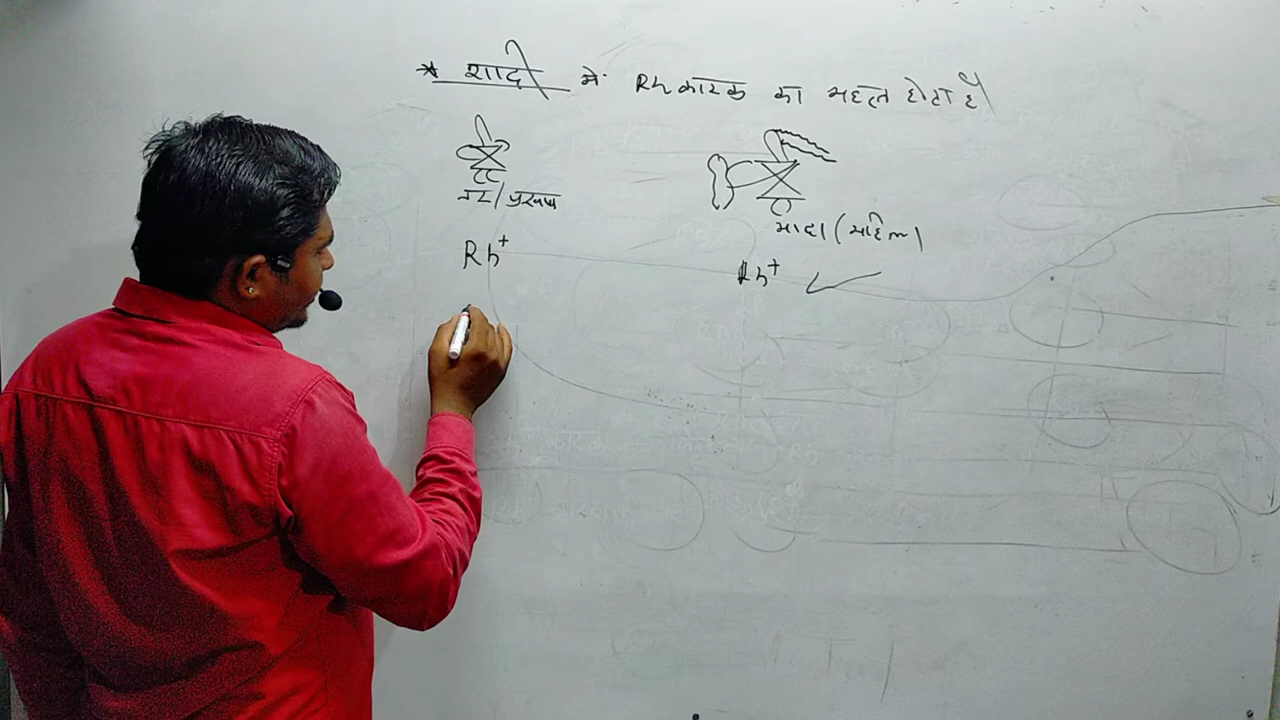 * शादी में Rh कारक का महत्व होता है
नर/पुरूष
मादा (महिला)
Rh+
Rh+ ✓